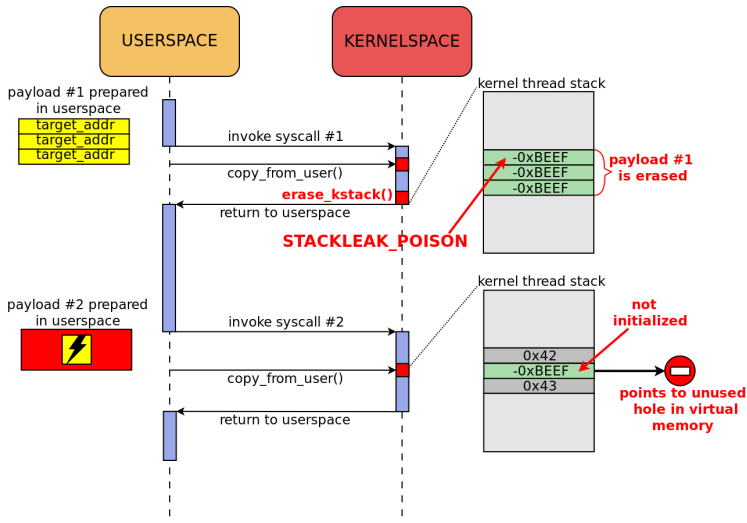 USERSPACE
KERNELSPACE
payload #1 prepared
in userspace
target_addr
target_addr
target_addr
invoke syscall #1
copy_from_user()
erase_kstack()
return to userspace
kernel thread stack
-0xBEEF
-0xBEEF
-0xBEEF
payload #1
is erased
STACKLEAK_POISON
payload #2 prepared
in userspace
invoke syscall #2
copy_from_user()
return to userspace
kernel thread stack
not
initialized
0x42
-0xBEEF
0x43
points to unused
hole in virtual
memory